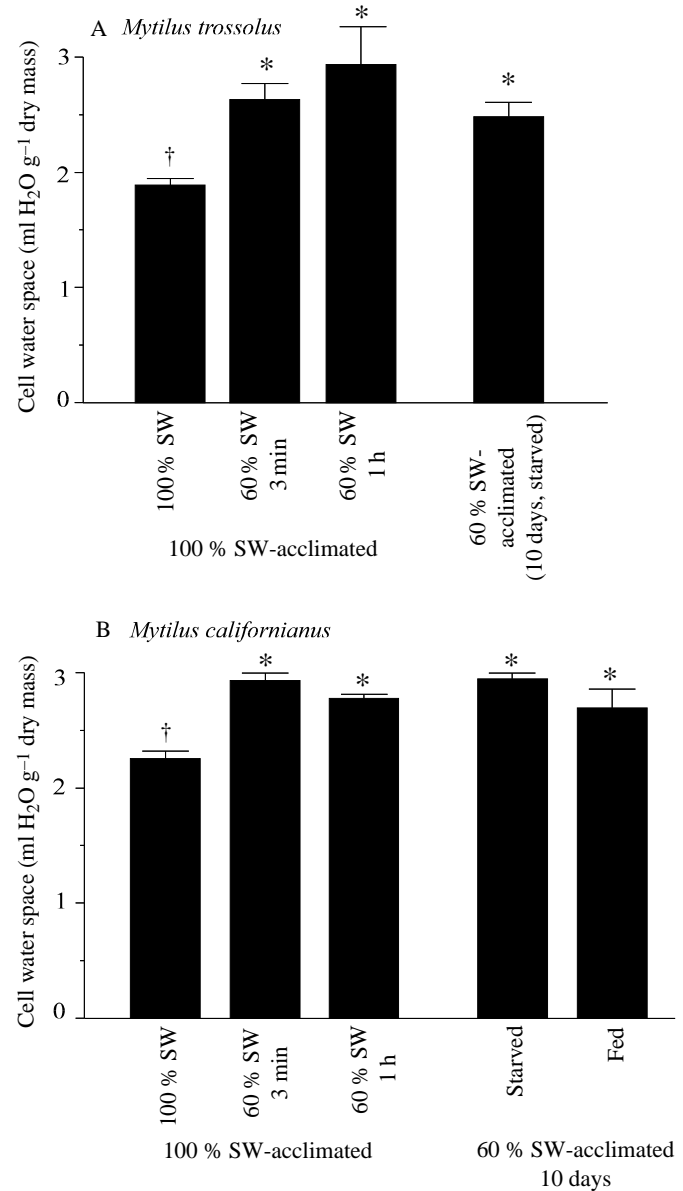 A Mytilus trossolus
Cell water space (ml H₂O g⁻¹ dry mass)
3
2
1
0
†
*
*
*
100 % SW
60 % SW
3 min
60 % SW
1 h
60 % SW-
acclimated
(10 days, starved)
100 % SW-acclimated
B Mytilus californianus
Cell water space (ml H₂O g⁻¹ dry mass)
3
2
1
0
†
*
*
*
*
100 % SW
60 % SW
3 min
60 % SW
1 h
Starved
Fed
100 % SW-acclimated
60 % SW-acclimated
10 days